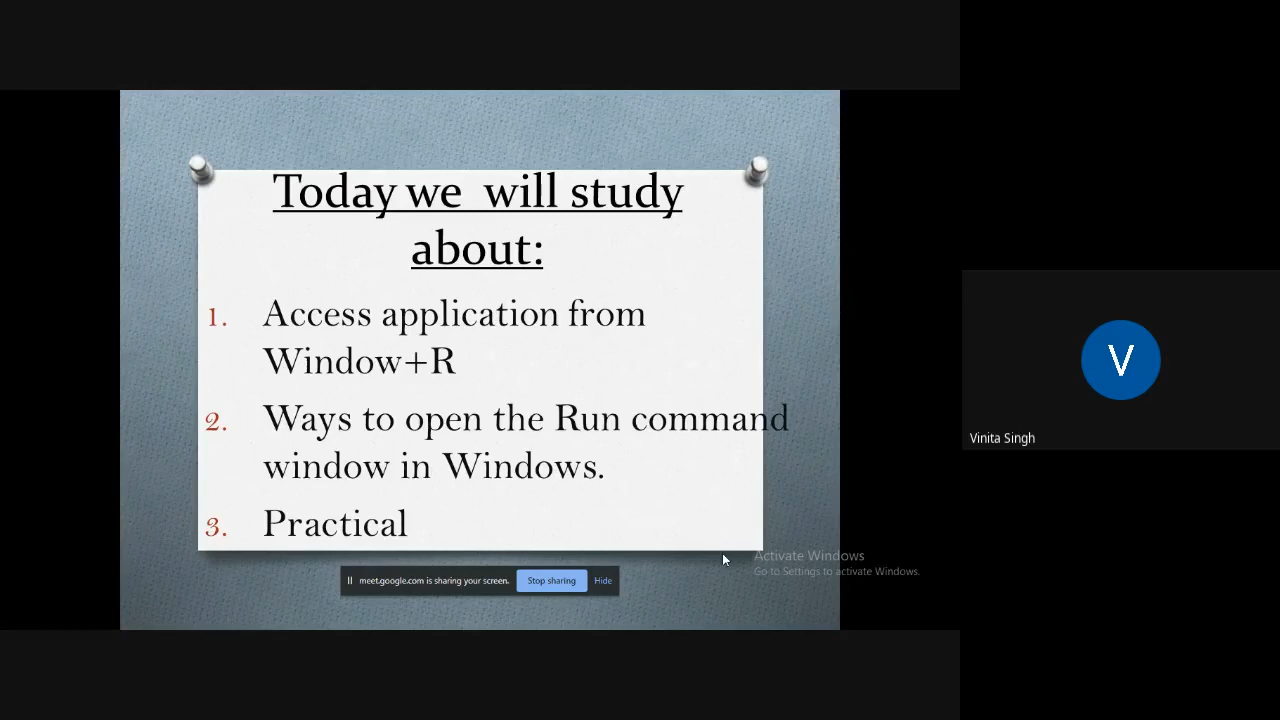 Today we will study
about:
1. Access application from
Window+R
2. Ways to open the Run command
window in Windows.
3. Practical
Activate Windows
Go to Settings to activate Windows.
meet.google.com is sharing your screen. Stop sharing Hide
V
Vinita Singh